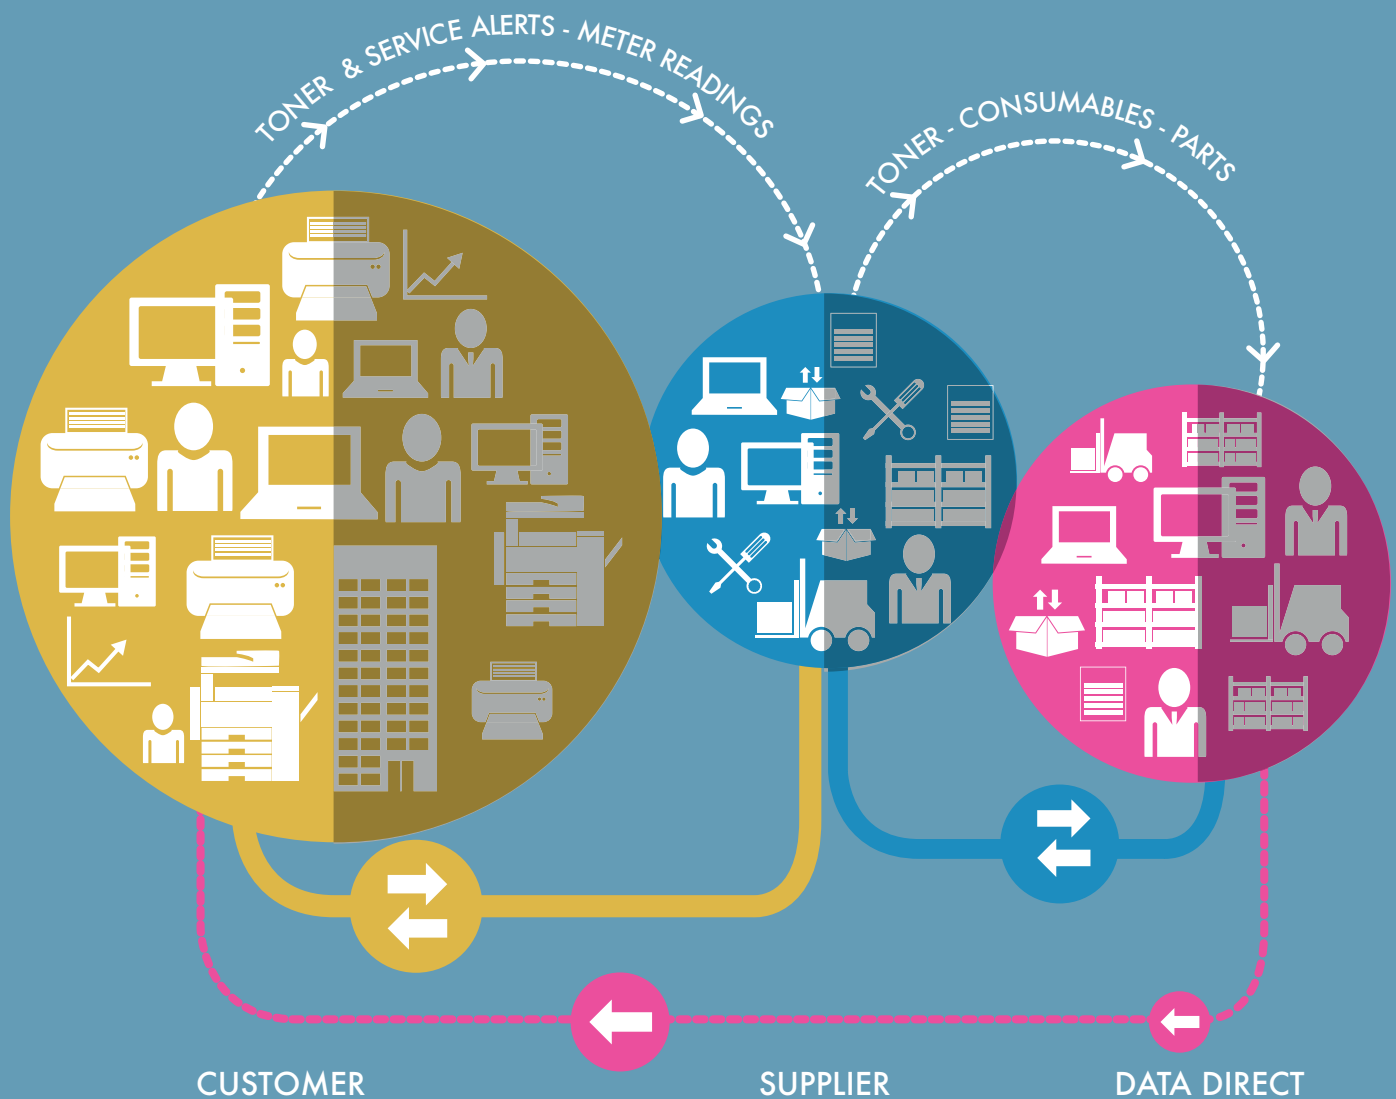 TONER & SERVICE ALERTS - METER READINGS
TONER - CONSUMABLES - PARTS
CUSTOMER
SUPPLIER
DATA DIRECT